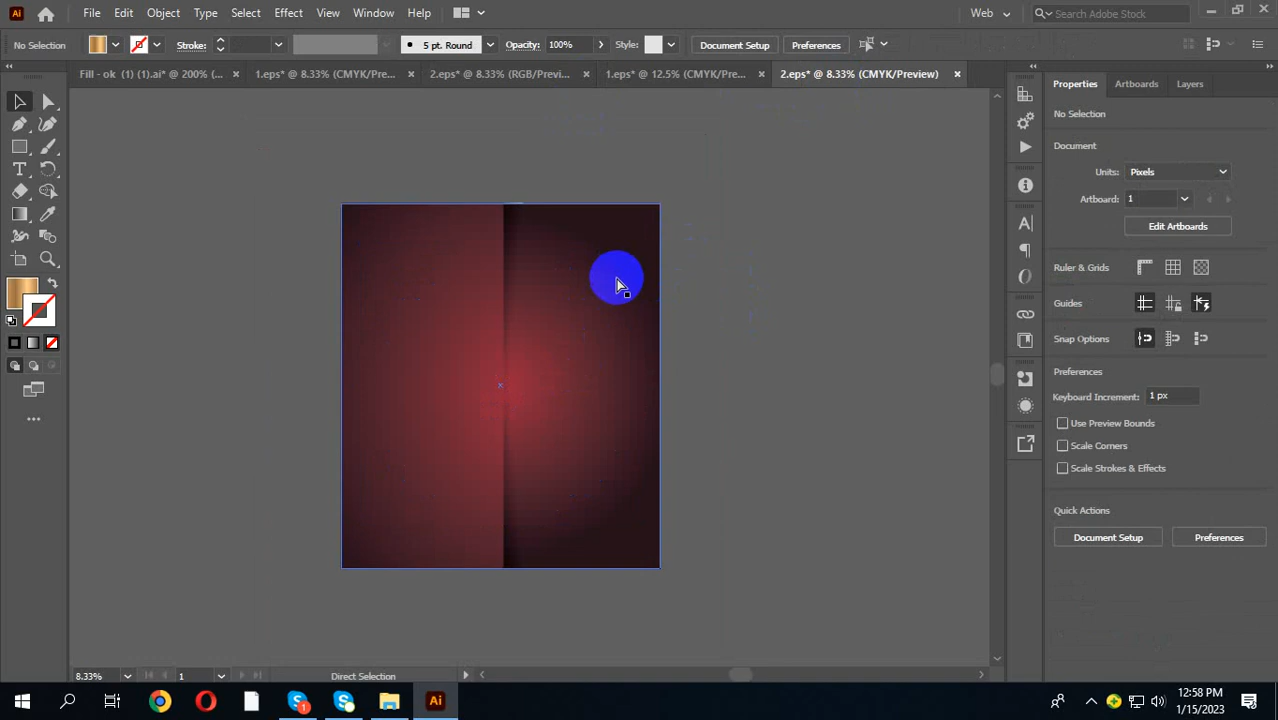 Ai File Edit Object Type Select Effect View Window Help Web Search Adobe Stock
No Selection Stroke: 5 pt. Round Opacity: 100% Style: Document Setup Preferences
Fill - ok (1) (1).ai* @ 200% (... 1.eps* @ 8.33% (CMYK/Pre... 2.eps* @ 8.33% (RGB/Previ... 1.eps* @ 12.5% (CMYK/Pre... 2.eps* @ 8.33% (CMYK/Preview)
Properties Artboards Layers
No Selection
Document
Units: Pixels
Artboard: 1
Edit Artboards
Ruler & Grids
Guides
Snap Options
Preferences
Keyboard Increment: 1 px
Use Preview Bounds
Scale Corners
Scale Strokes & Effects
Quick Actions
Document Setup Preferences
8.33% 1 Direct Selection
1 Ai 12:58 PM
1/15/2023